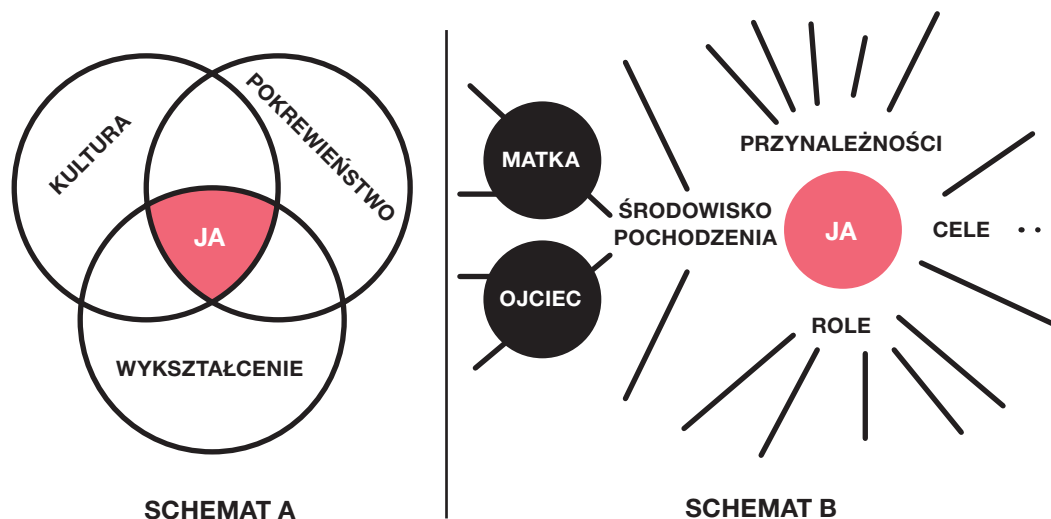 KULTURA
POKREWIEŃSTWO
JA
WYKSZTAŁCENIE
SCHEMAT A
MATKA
OJCIEC
ŚRODOWISKO
POCHODZENIA
PRZYNALEŻNOŚCI
JA
CELE ..
ROLE
SCHEMAT B